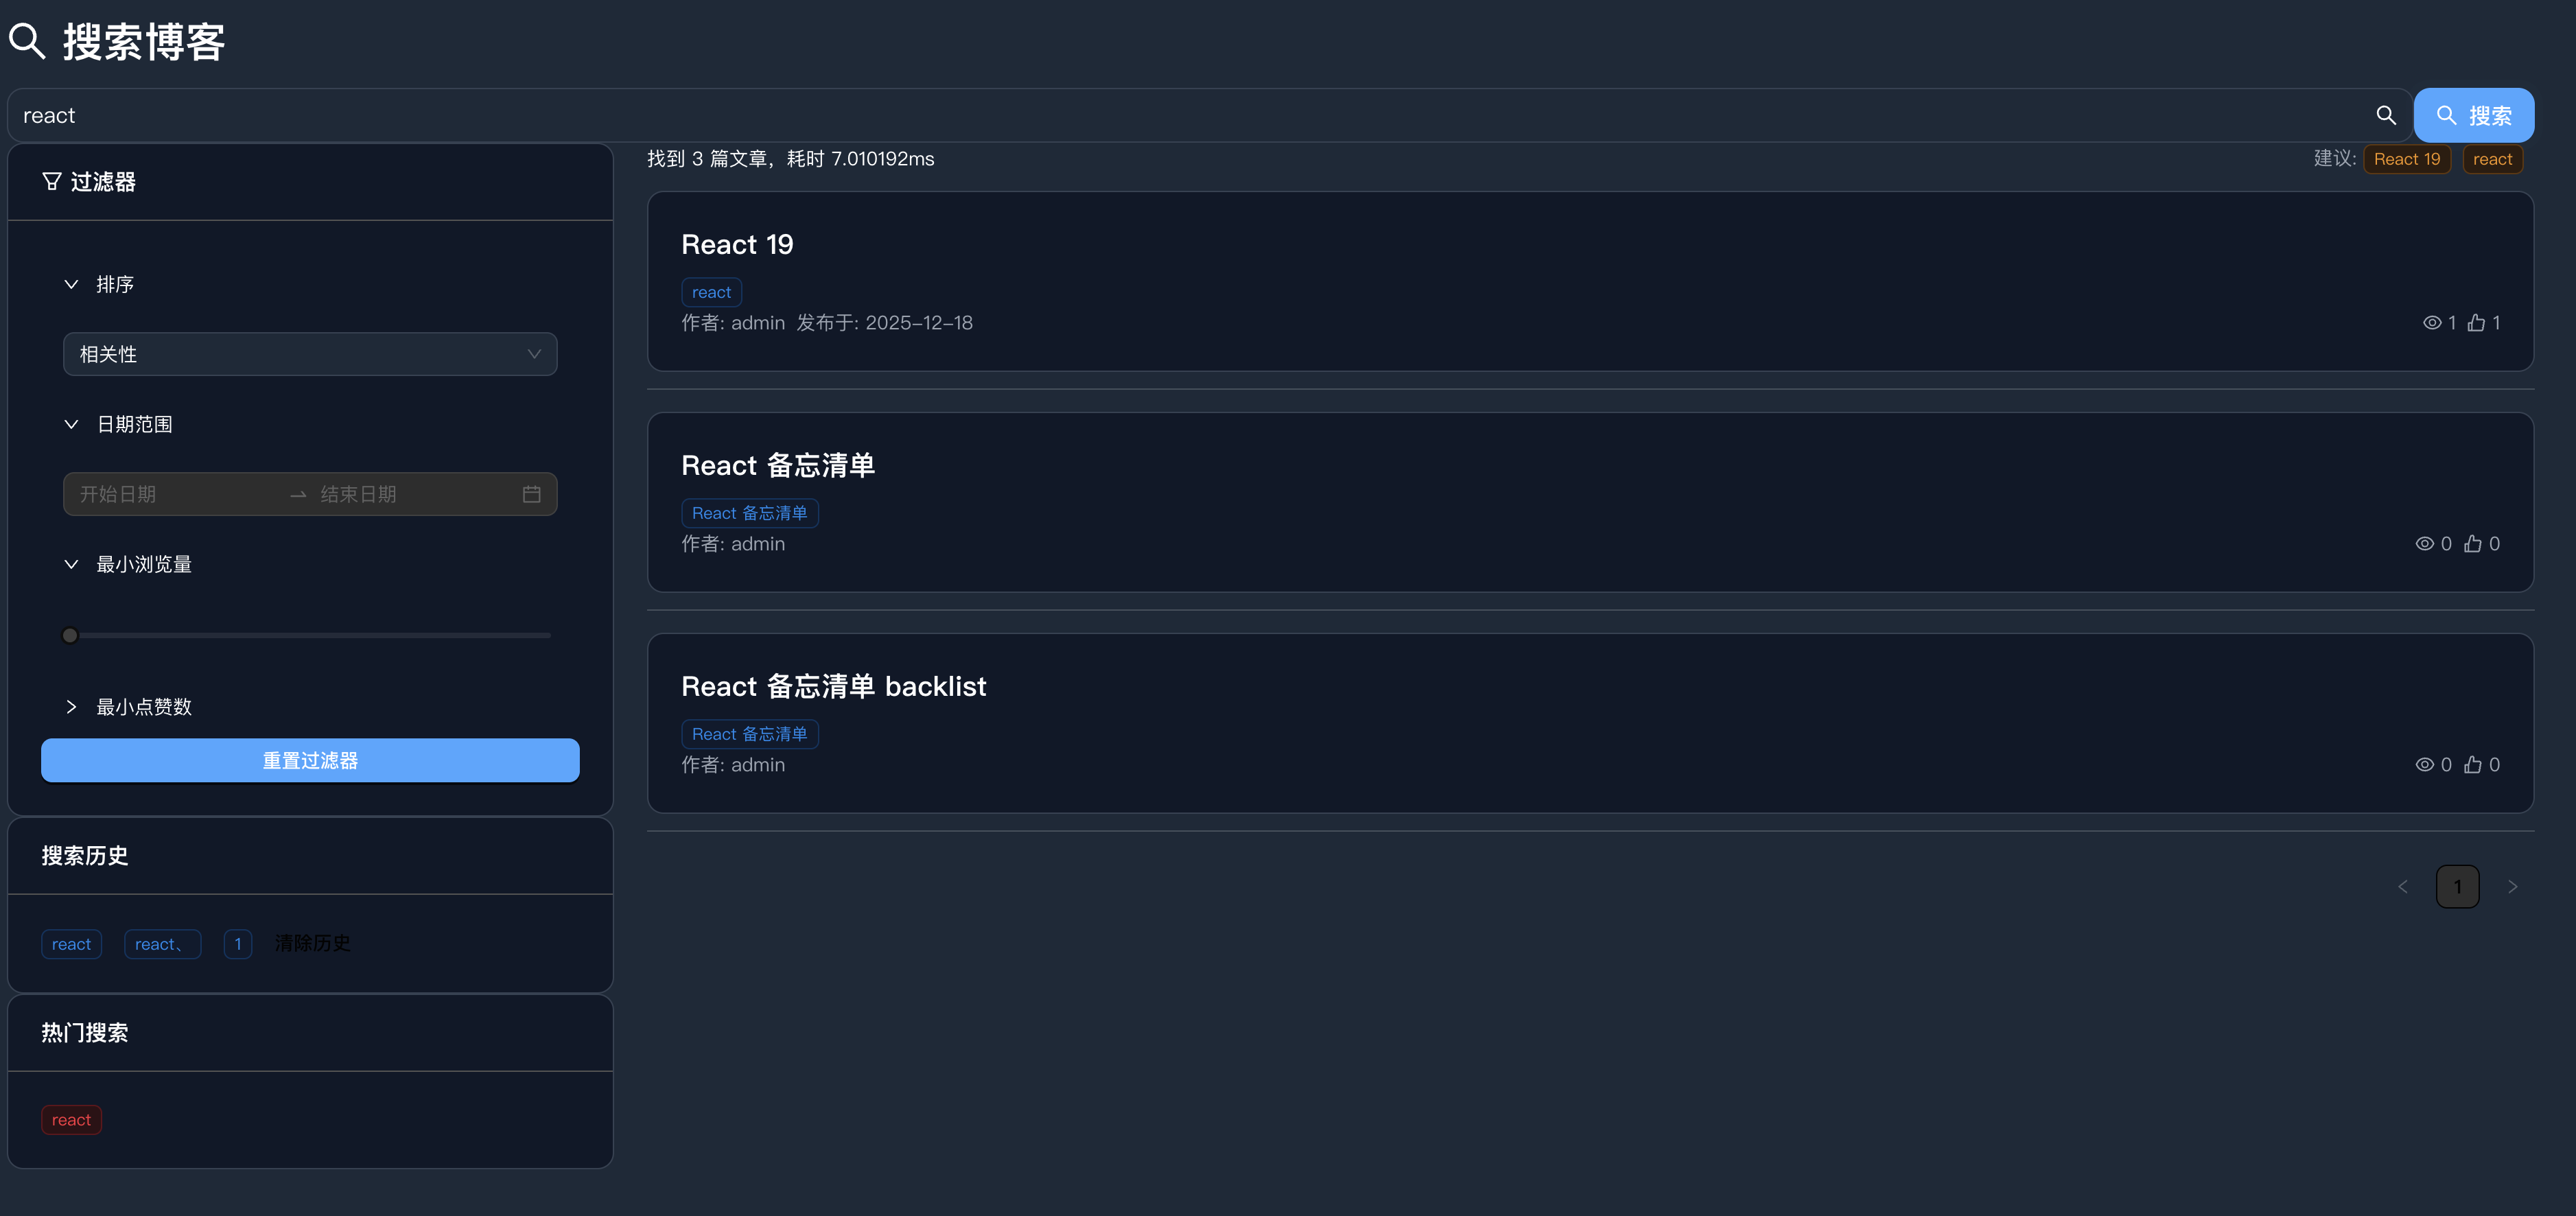 搜索博客
react
搜索
过滤器
排序
相关性
日期范围
开始日期 → 结束日期
最小浏览量
最小点赞数
重置过滤器
搜索历史
react react、 1 清除历史
热门搜索
react
找到 3 篇文章，耗时 7.010192ms
建议: React 19 react
React 19
react
作者: admin 发布于: 2025-12-18
1 1
React 备忘清单
React 备忘清单
作者: admin
0 0
React 备忘清单 backlist
React 备忘清单
作者: admin
0 0
< 1 >